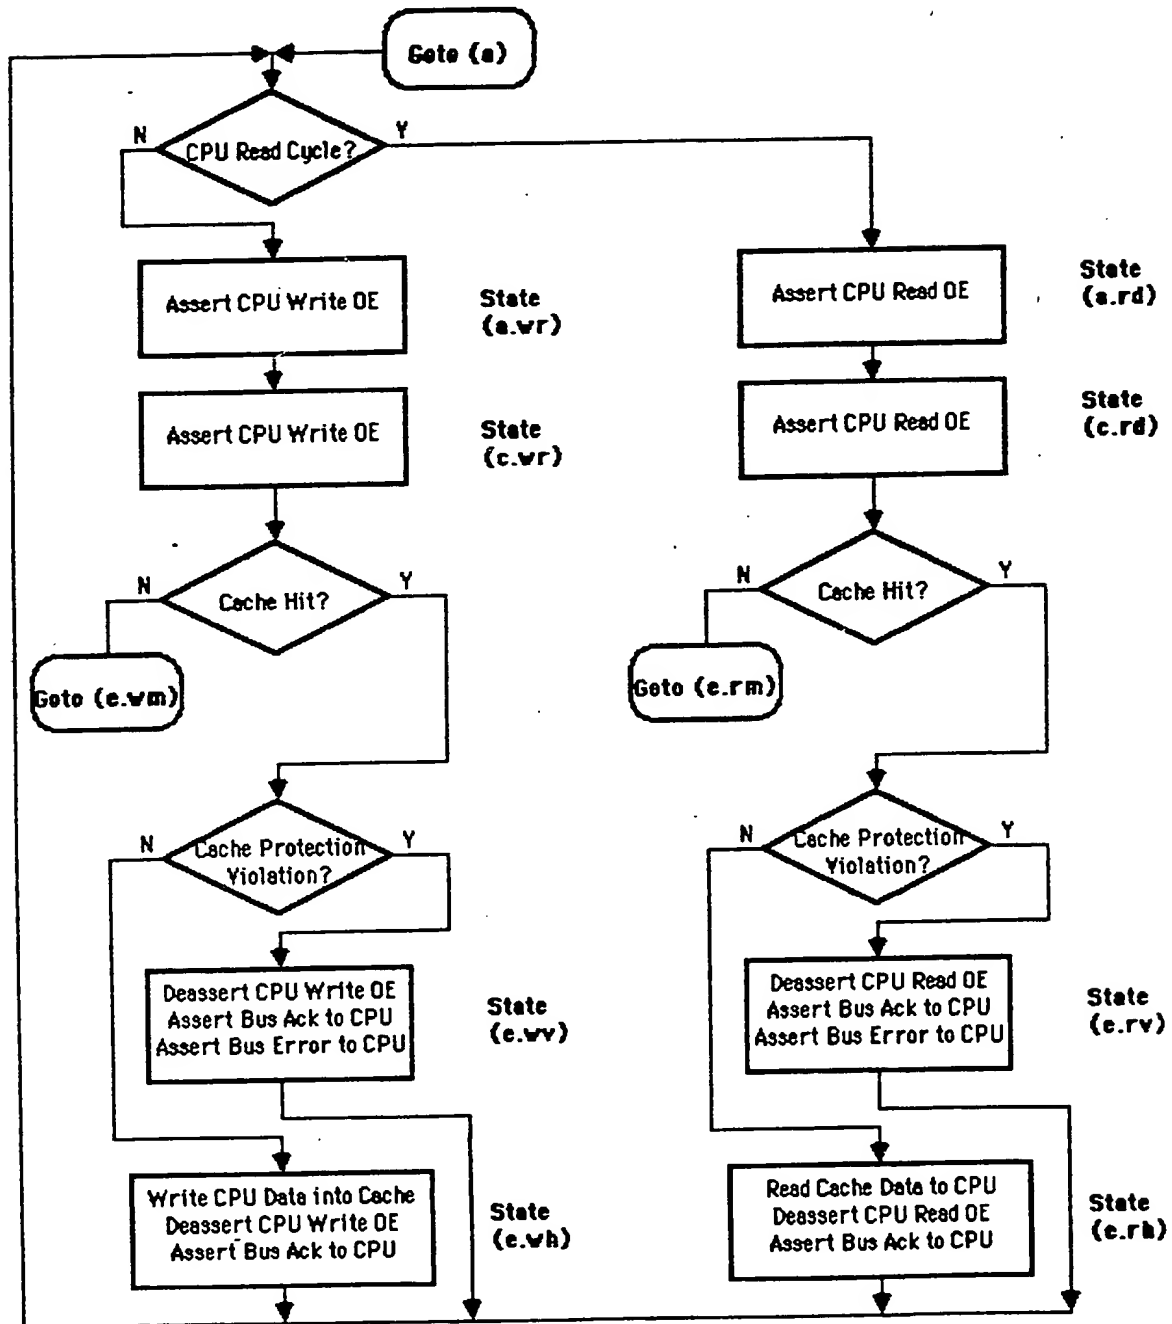 Goto (a)
N
CPU Read Cycle?
Y
Assert CPU Write OE
State
(a.wr)
Assert CPU Read OE
State
(a.rd)
Assert CPU Write OE
State
(c.wr)
Assert CPU Read OE
State
(c.rd)
N
Cache Hit?
Y
N
Cache Hit?
Y
Goto (e.wm)
Goto (e.rm)
N
Cache Protection
Violation?
Y
N
Cache Protection
Violation?
Y
Deassert CPU Write OE
Assert Bus Ack to CPU
Assert Bus Error to CPU
State
(e.wv)
Deassert CPU Read OE
Assert Bus Ack to CPU
Assert Bus Error to CPU
State
(e.rv)
Write CPU Data into Cache
Deassert CPU Write OE
Assert Bus Ack to CPU
State
(e.wh)
Read Cache Data to CPU
Deassert CPU Read OE
Assert Bus Ack to CPU
State
(e.rh)